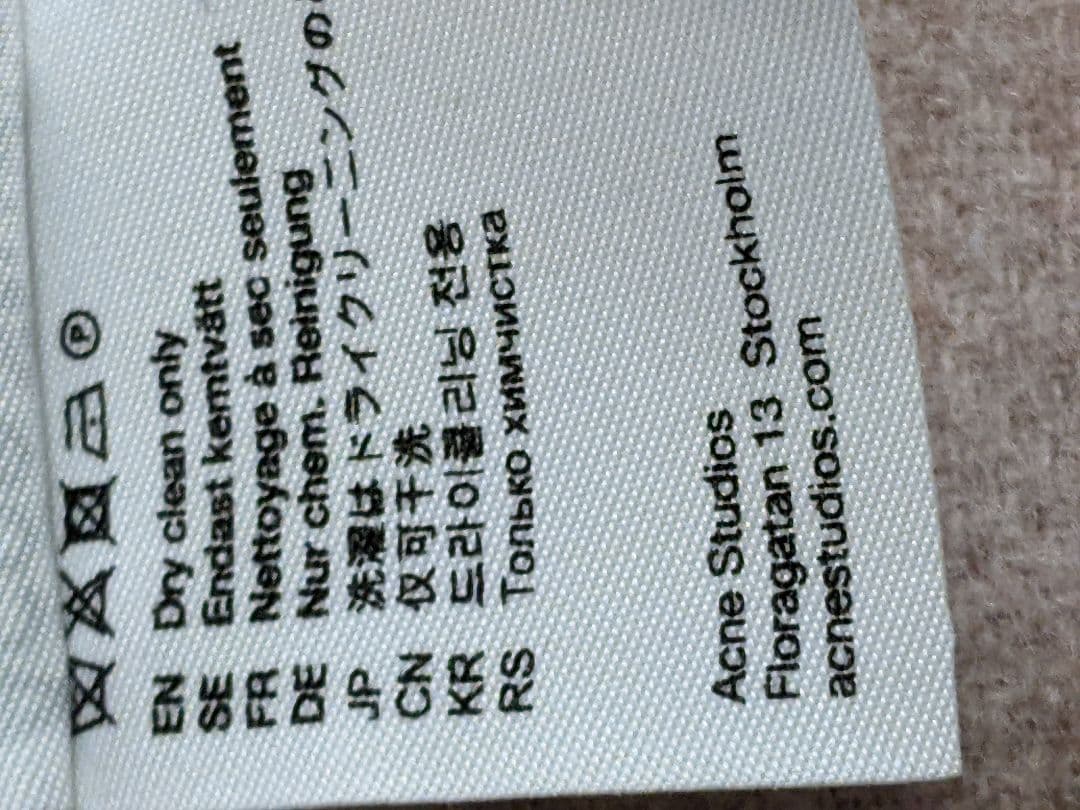 Ⓟ
EN Dry clean only
SE Endast kemtvätt
FR Nettoyage à sec seulement
DE Nur chem. Reinigung
JP 洗濯はドライクリーニングの
CN 仅可干洗
KR 드라이클리닝 전용
RS Только химчистка
Acne Studios
Floragatan 13 Stockholm
acnestudios.com